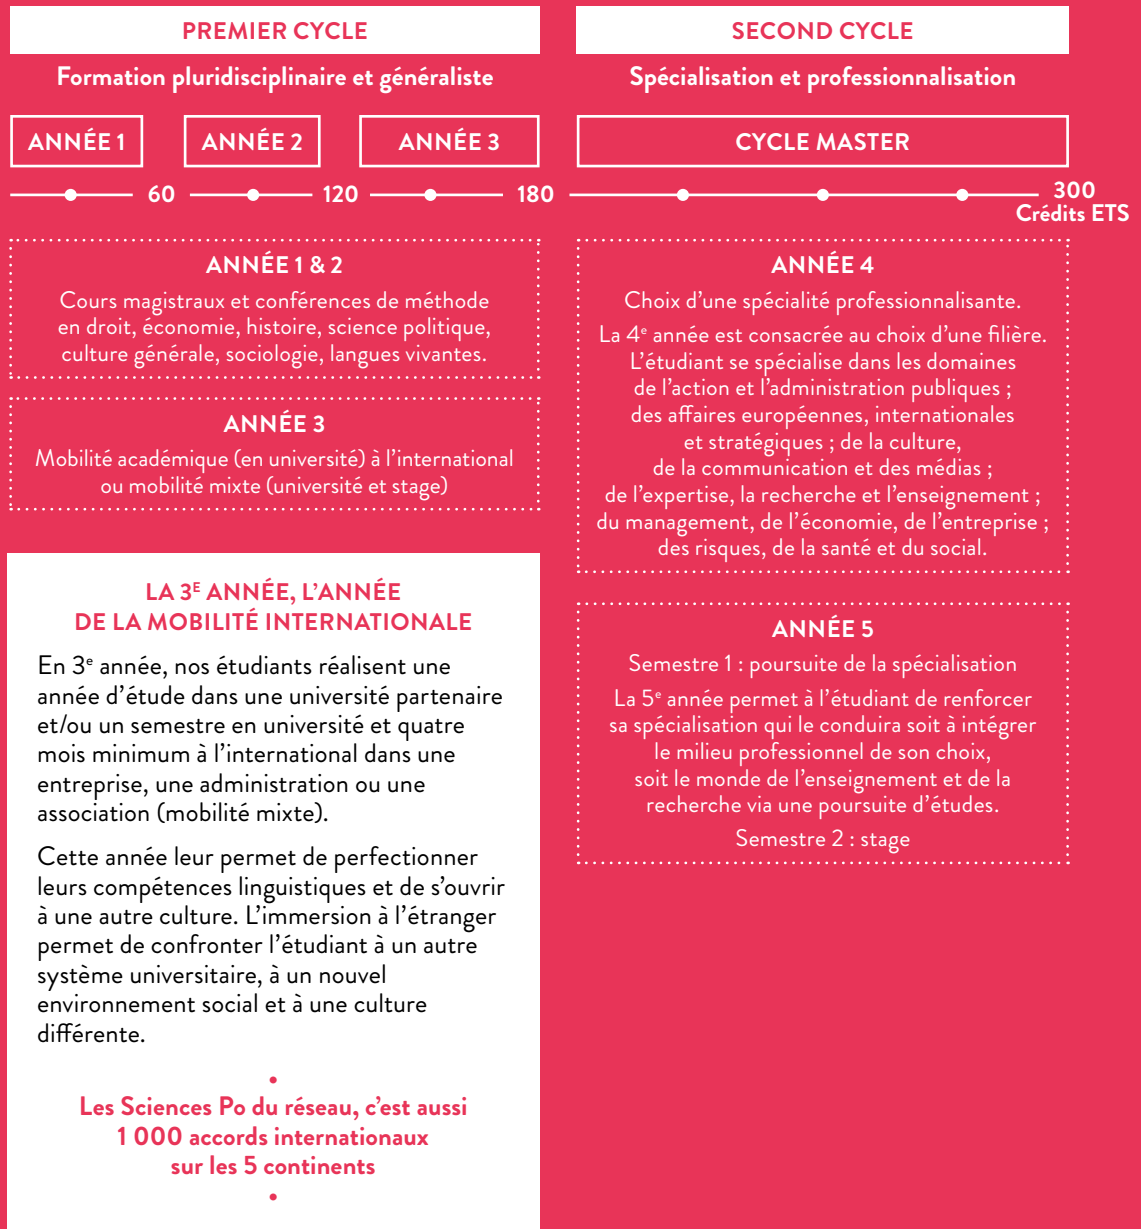 PREMIER CYCLE
Formation pluridisciplinaire et généraliste
ANNÉE 1
ANNÉE 2
ANNÉE 3
60
120
180
ANNÉE 1 & 2
Cours magistraux et conférences de méthode
en droit, économie, histoire, science politique,
culture générale, sociologie, langues vivantes.
ANNÉE 3
Mobilité académique (en université) à l'international
ou mobilité mixte (université et stage)
LA 3E ANNÉE, L'ANNÉE
DE LA MOBILITÉ INTERNATIONALE
En 3e année, nos étudiants réalisent une
année d'étude dans une université partenaire
et/ou un semestre en université et quatre
mois minimum à l'international dans une
entreprise, une administration ou une
association (mobilité mixte).
Cette année leur permet de perfectionner
leurs compétences linguistiques et de s'ouvrir
à une autre culture. L'immersion à l'étranger
permet de confronter l'étudiant à un autre
système universitaire, à un nouvel
environnement social et à une culture
différente.
Les Sciences Po du réseau, c'est aussi
1 000 accords internationaux
sur les 5 continents
SECOND CYCLE
Spécialisation et professionnalisation
CYCLE MASTER
300
Crédits ETS
ANNÉE 4
Choix d'une spécialité professionnalisante.
La 4e année est consacrée au choix d'une filière.
L'étudiant se spécialise dans les domaines
de l'action et l'administration publiques ;
des affaires européennes, internationales
et stratégiques ; de la culture,
de la communication et des médias ;
de l'expertise, la recherche et l'enseignement ;
du management, de l'économie, de l'entreprise ;
des risques, de la santé et du social.
ANNÉE 5
Semestre 1 : poursuite de la spécialisation
La 5e année permet à l'étudiant de renforcer
sa spécialisation qui le conduira soit à intégrer
le milieu professionnel de son choix,
soit le monde de l'enseignement et de la
recherche via une poursuite d'études.
Semestre 2 : stage